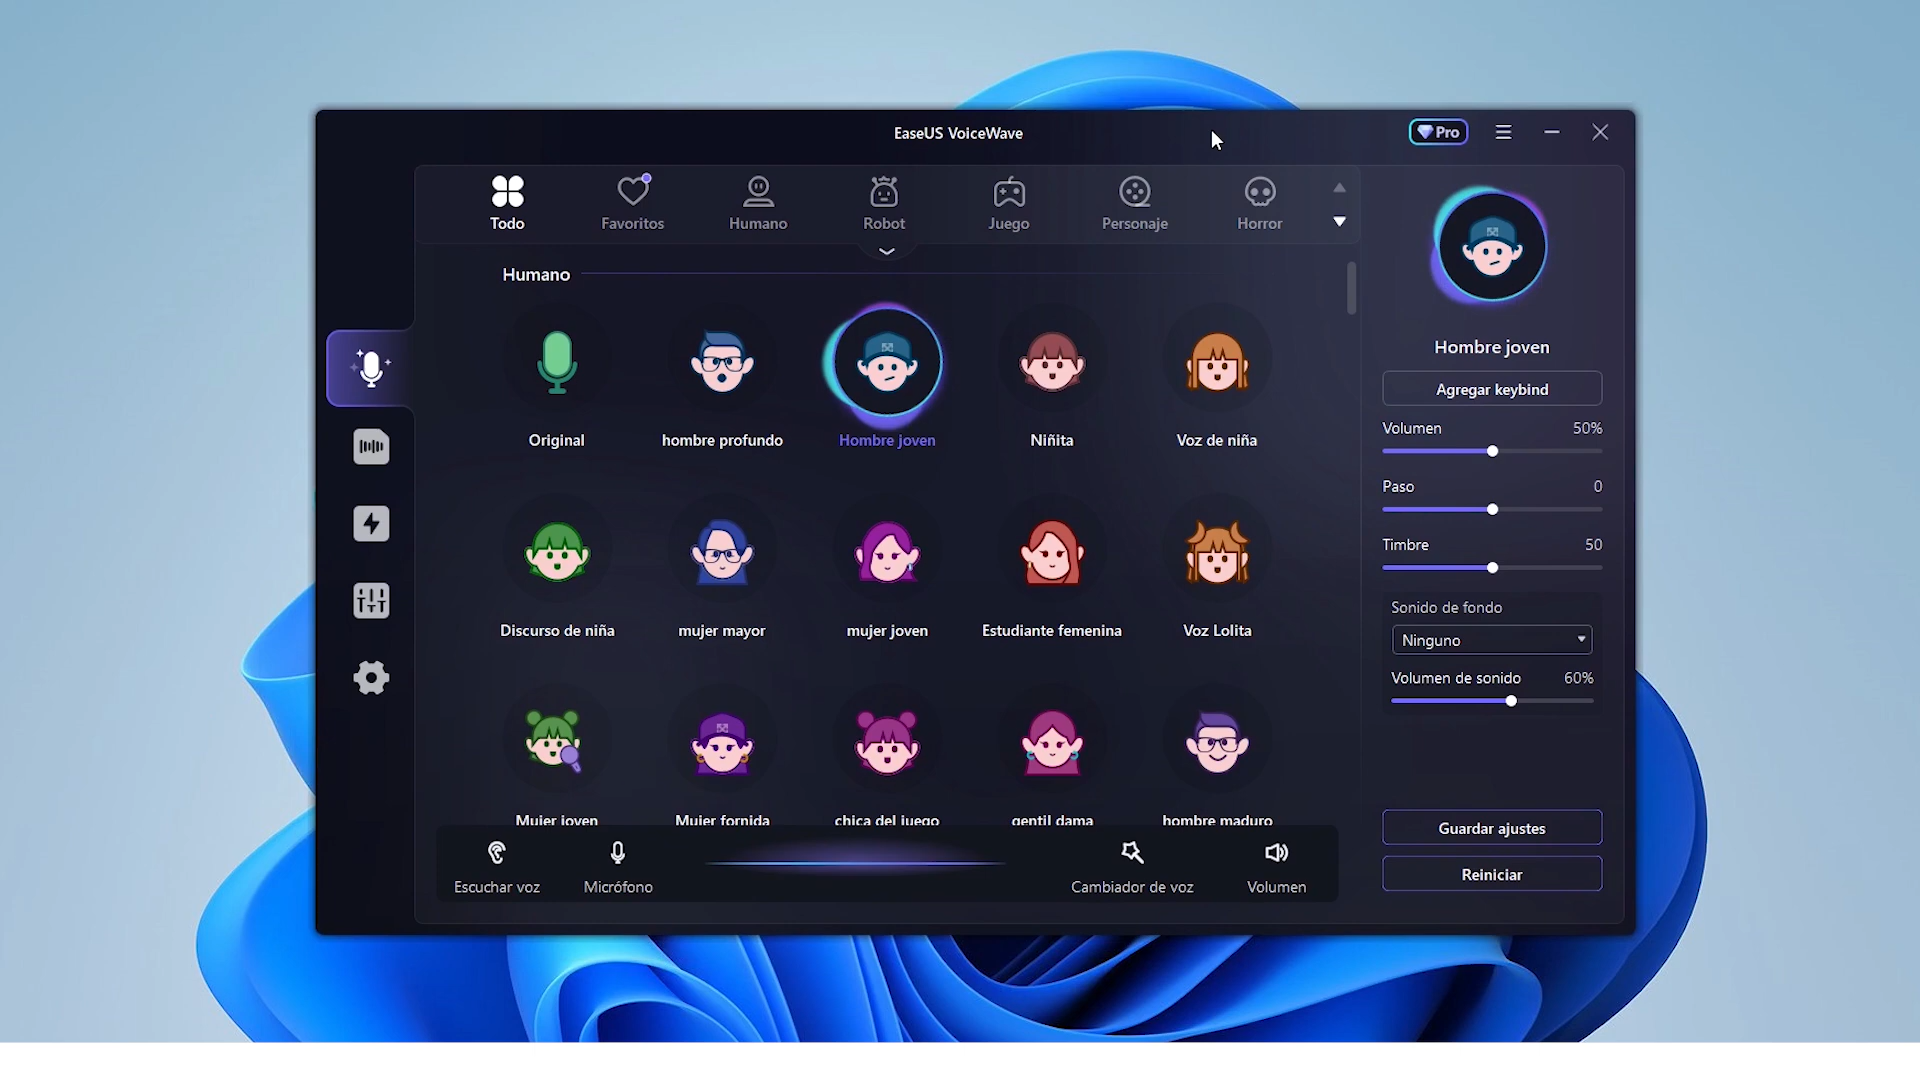 EaseUS VoiceWave
Pro
Todo
Favoritos
Humano
Robot
Juego
Personaje
Horror
Humano
Original
hombre profundo
Hombre joven
Niñita
Voz de niña
Discurso de niña
mujer mayor
mujer joven
Estudiante femenina
Voz Lolita
Mujer joven
Mujer fornida
chica del juego
gentil dama
hombre maduro
Escuchar voz
Micrófono
Cambiador de voz
Volumen
Hombre joven
Agregar keybind
Volumen 50%
Paso 0
Timbre 50
Sonido de fondo
Ninguno
Volumen de sonido 60%
Guardar ajustes
Reiniciar